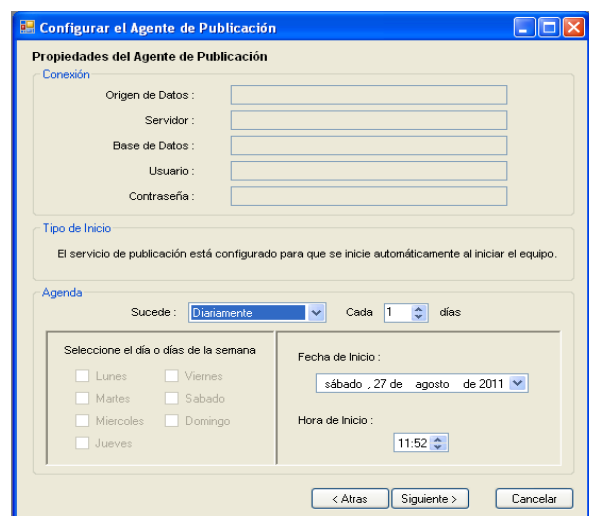 Configurar el Agente de Publicación
Propiedades del Agente de Publicación
Conexión
Origen de Datos :
Servidor :
Base de Datos :
Usuario :
Contraseña :
Tipo de Inicio
El servicio de publicación está configurado para que se inicie automáticamente al iniciar el equipo.
Agenda
Sucede : Diariamente Cada 1 días
Seleccione el día o días de la semana
Lunes Viernes
Martes Sabado
Miercoles Domingo
Jueves
Fecha de Inicio :
sábado , 27 de agosto de 2011
Hora de Inicio :
11:52
< Atras Siguiente > Cancelar